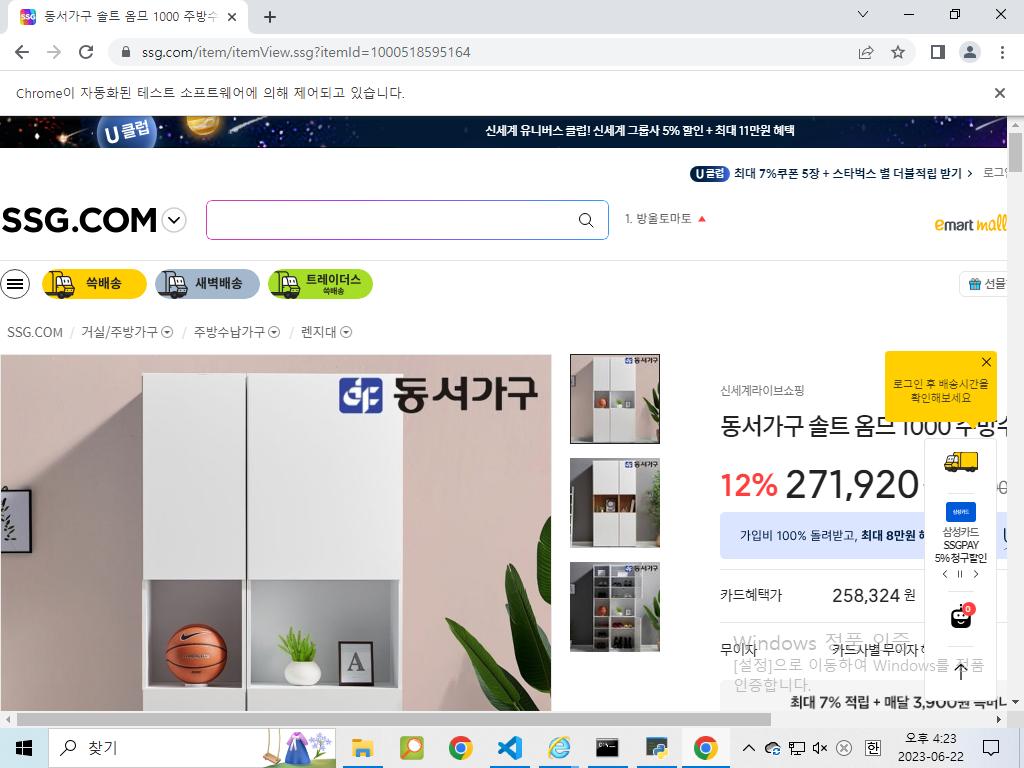 동서가구 솔트 옴므 1000 주방수
ssg.com/item/itemView.ssg?itemId=1000518595164
Chrome이 자동화된 테스트 소프트웨어에 의해 제어되고 있습니다.
U클럽
신세계 유니버스 클럽! 신세계 그룹사 5% 할인 + 최대 11만원 혜택
U클럽 최대 7%쿠폰 5장 + 스타벅스 별 더블적립 받기
SSG.COM
1. 방울토마토
emart mall
쓱배송
새벽배송
트레이더스
쓱배송
선물
SSG.COM / 거실/주방가구 / 주방수납가구 / 렌지대
동서가구
신세계라이브쇼핑
로그인 후 배송시간을
확인해보세요
동서가구 솔트 옴므 1000 주방수
12% 271,920
가입비 100% 돌려받고, 최대 8만원
삼성카드
삼성카드
SSGPAY
5% 청구할인
카드혜택가 258,324 원
0
무이자 카드사별 무이자
Windows 정품 인증
[설정]으로 이동하여 Windows를 정품
인증합니다.
최대 7% 적립 + 매달 3,900원
A
찾기
오후 4:23
한
2023-06-22